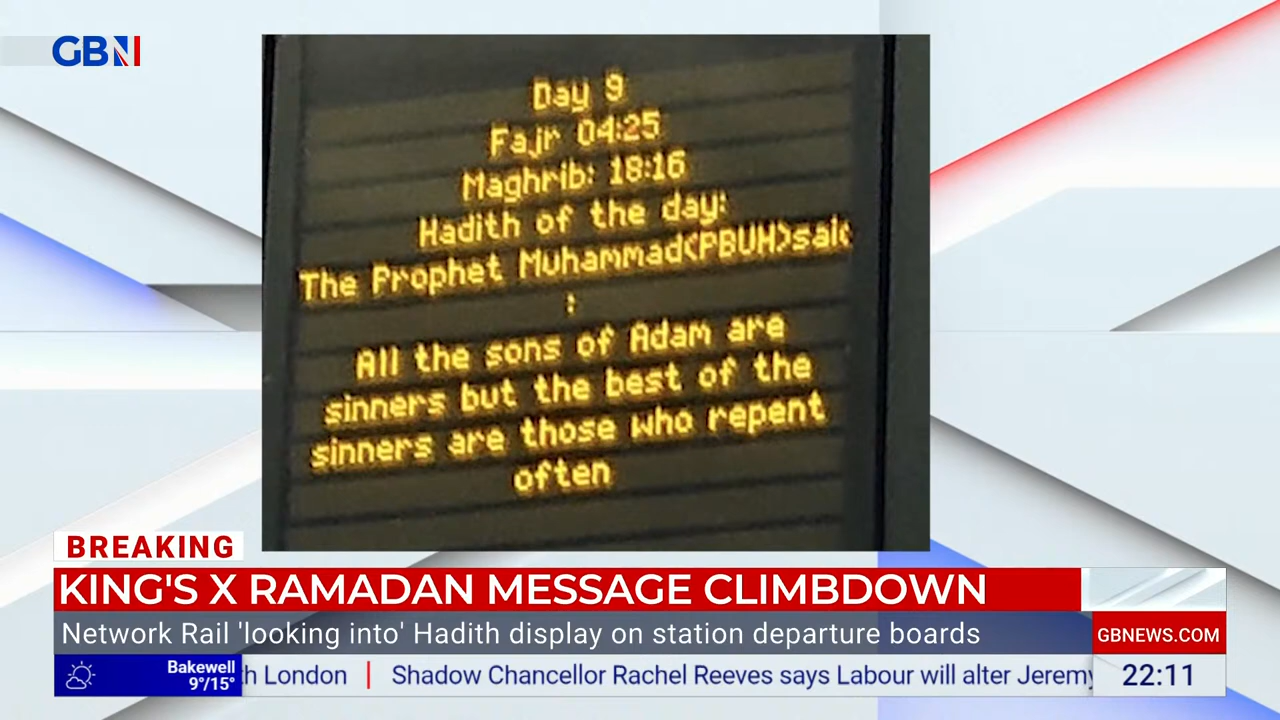 GBN
Day 9
Fajr 04:25
Maghrib: 18:16
Hadith of the day:
The Prophet Muhammad(PBUH)said
:
All the sons of Adam are
sinners but the best of the
sinners are those who repent
often
BREAKING
KING'S X RAMADAN MESSAGE CLIMBDOWN
Network Rail 'looking into' Hadith display on station departure boards
GBNEWS.COM
Bakewell
9°/15°
h London | Shadow Chancellor Rachel Reeves says Labour will alter Jeremy
22:11